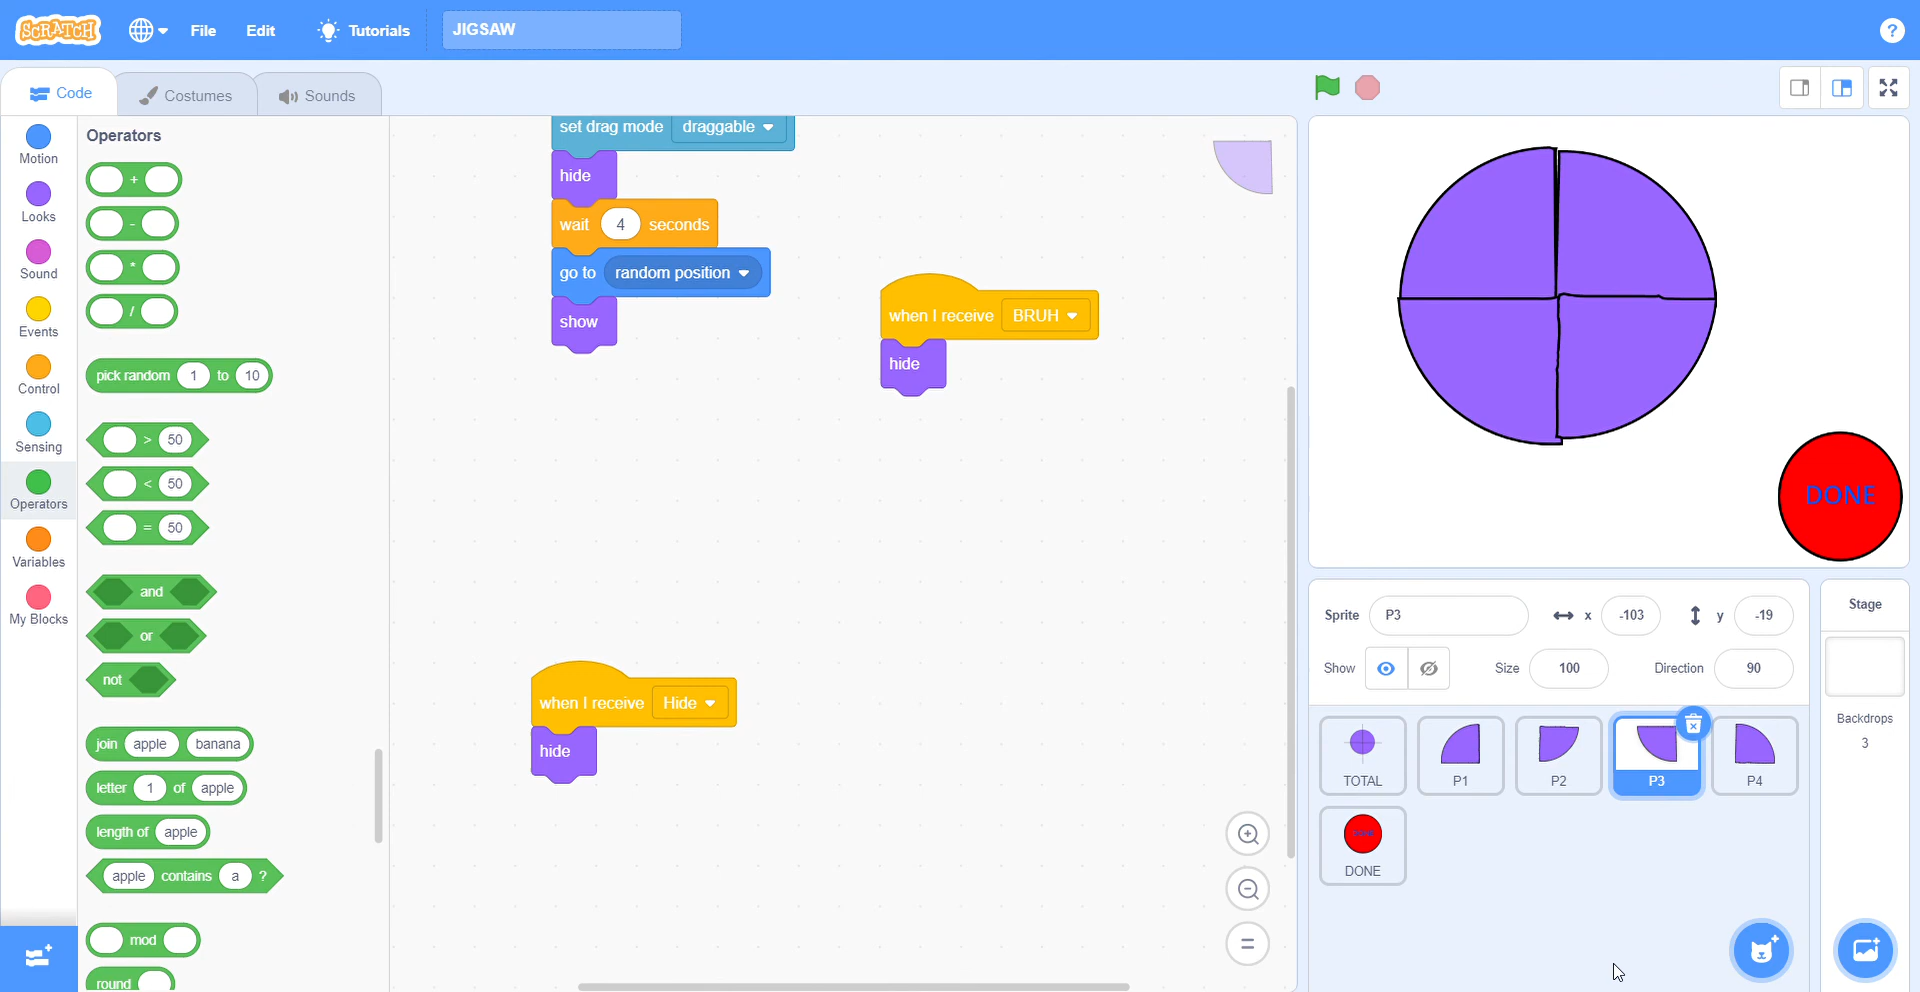 SCRATCH
File
Edit
Tutorials
JIGSAW
?
Code
Costumes
Sounds
Motion
Looks
Sound
Events
Control
Sensing
Operators
Variables
My Blocks
Operators
+
-
*
/
pick random 1 to 10
> 50
< 50
= 50
and
or
not
join apple banana
letter 1 of apple
length of apple
apple contains a ?
mod
round
set drag mode draggable
hide
wait 4 seconds
go to random position
show
when I receive BRUH
hide
when I receive Hide
hide
DONE
Sprite P3 x -103 y -19
Show Size 100 Direction 90
TOTAL
P1
P2
P3
P4
DONE
Stage
Backdrops
3